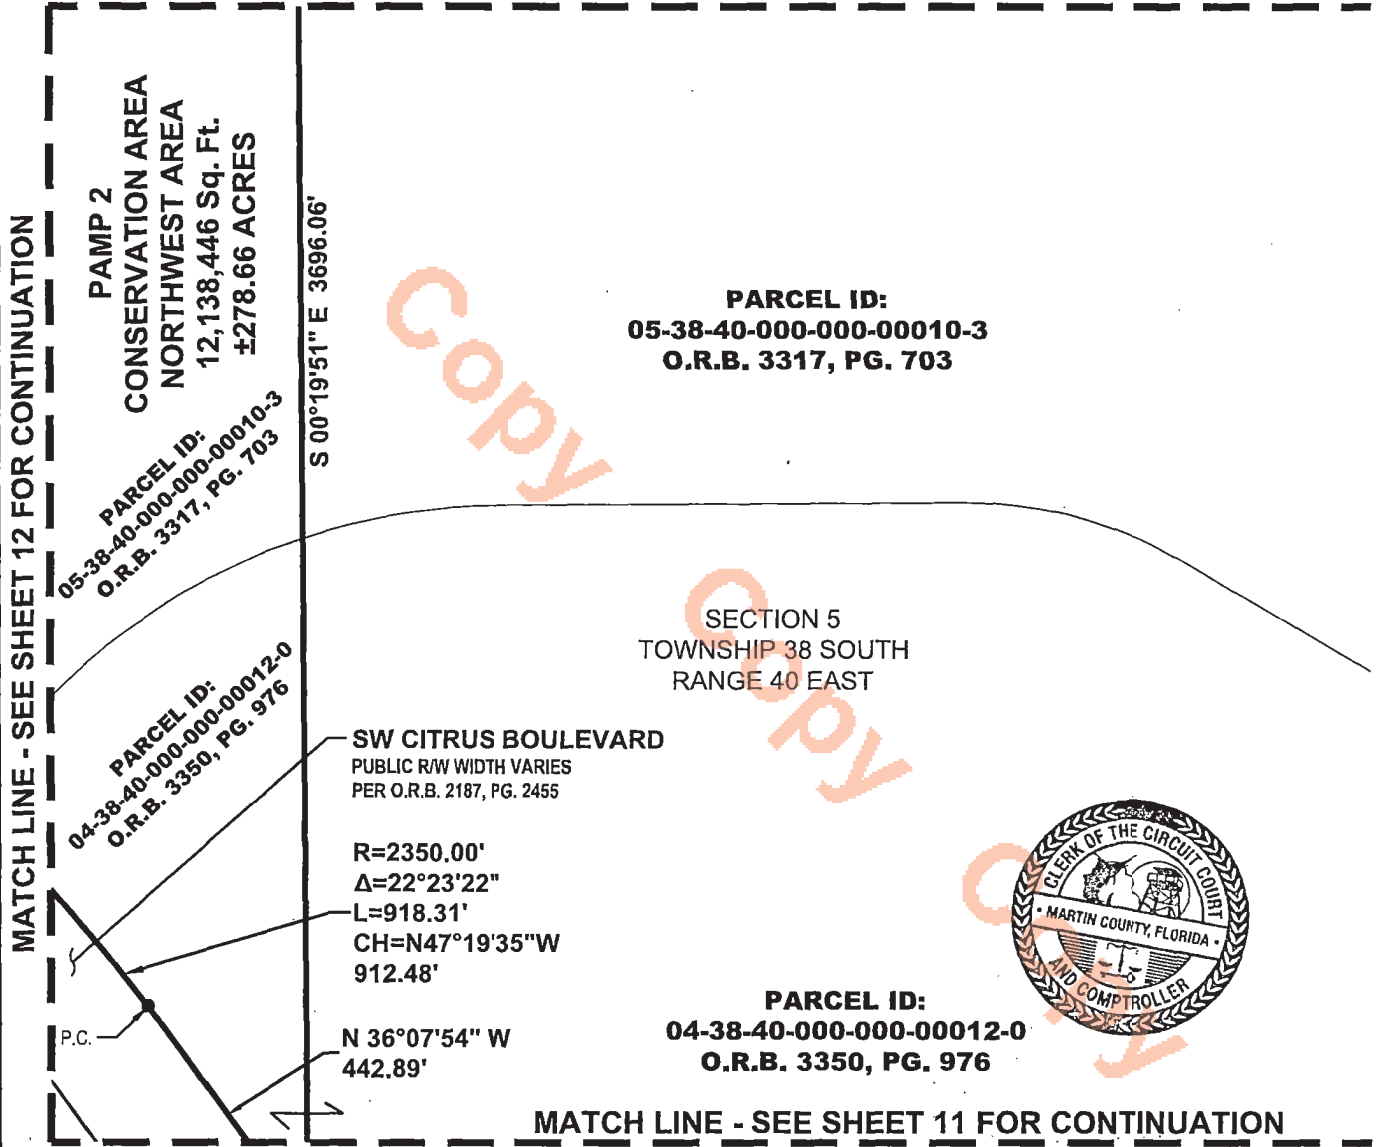 MATCH LINE - SEE SHEET 12 FOR CONTINUATION
PAMP 2
CONSERVATION AREA
NORTHWEST AREA
12,138,446 Sq. Ft.
±278.66 ACRES
S 00°19'51" E 3696.06'
PARCEL ID:
05-38-40-000-000-00010-3
O.R.B. 3317, PG. 703
PARCEL ID:
05-38-40-000-000-00010-3
O.R.B. 3317, PG. 703
SECTION 5
TOWNSHIP 38 SOUTH
RANGE 40 EAST
PARCEL ID:
04-38-40-000-000-00012-0
O.R.B. 3350, PG. 976
SW CITRUS BOULEVARD
PUBLIC R/W WIDTH VARIES
PER O.R.B. 2187, PG. 2455
R=2350.00'
Δ=22°23'22"
L=918.31'
CH=N47°19'35"W
912.48'
P.C.
N 36°07'54" W
442.89'
PARCEL ID:
04-38-40-000-000-00012-0
O.R.B. 3350, PG. 976
CLERK OF THE CIRCUIT COURT
• MARTIN COUNTY, FLORIDA •
AND COMPTROLLER
Copy
Copy
Copy
MATCH LINE - SEE SHEET 11 FOR CONTINUATION